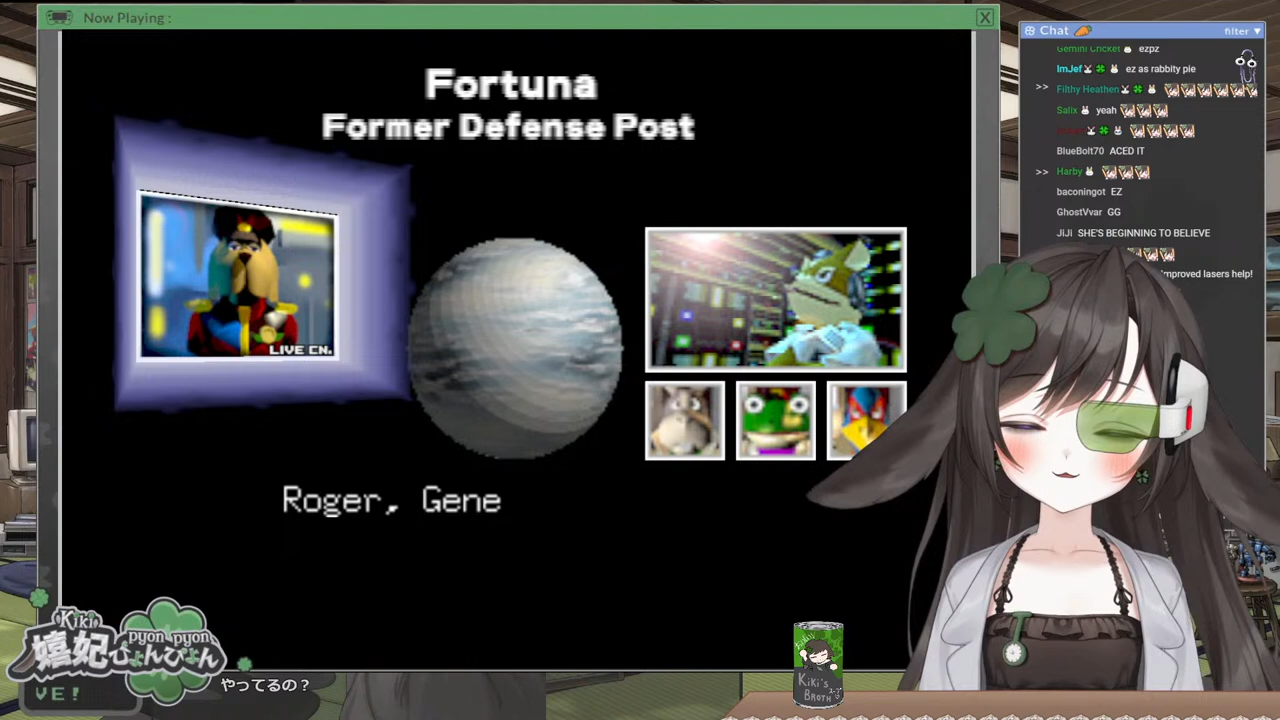 Now Playing :
X
Fortuna
Former Defense Post
LIVE CN.
Roger, Gene
Kiki
嬉妃ぴょんぴょん
pyon pyon
VE!
やってるの？
KiKi's
BROTH
Chat
filter ▼
Gemini Cricket ezpz
ImJef ez as rabbity pie
>> Filthy Heathen
Salix yeah
BlueBolt70 ACED IT
>> Harby
baconingot EZ
GhostVvar GG
JiJi SHE'S BEGINNING TO BELIEVE
improved lasers help!